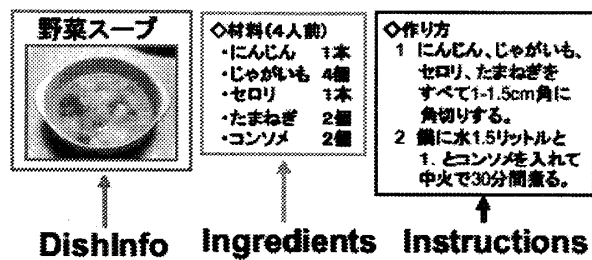 野菜スープ
◇材料(4人前)
・にんじん 1本
・じゃがいも 4個
・セロリ 1本
・たまねぎ 2個
・コンソメ 2個
◇作り方
1 にんじん、じゃがいも、
セロリ、たまねぎを
すべて1-1.5cm角に
角切りする。
2 鍋に水1.5リットルと
1. とコンソメを入れて
中火で30分間煮る。
DishInfo
Ingredients
Instructions